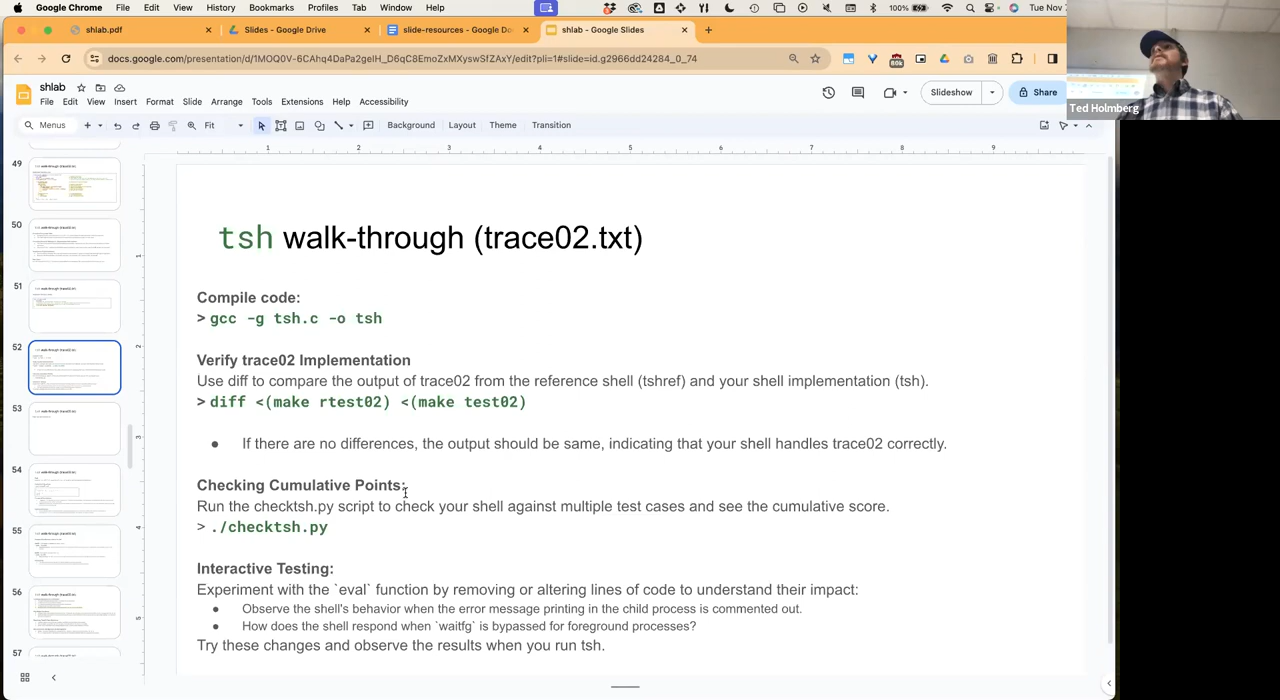 Google Chrome File Edit View History Bookmarks Profiles Tab Window Help 100% Tue Nov
shlab.pdf Slides - Google Drive slide-resources - Google Do shlab - Google Slides
docs.google.com/presentation/d/1MOQ0V-6CAhq4DaPa2gelH_D6qC8EmoZxMXyswSfZAxY/edit?pli=1#slide=id.g2966dd24284_0_74
shlab
File Edit View Insert Format Slide Arrange Tools Extensions Help Accessibility
Slideshow Share
Ted Holmberg
Menus Fit Background Layout Theme Transition
1 2 3 4 5 6 7 8 9
49
50
51
52
53
54
55
56
57
tsh walk-through (trace02.txt)
Compile code:
> gcc -g tsh.c -o tsh
Verify trace02 Implementation
Use diff to compare the output of trace02 from the reference shell (tshref) and your shell implementation (tsh).
> diff <(make rtest02) <(make test02)
● If there are no differences, the output should be same, indicating that your shell handles trace02 correctly.
Checking Cumulative Points:
Run the checktsh.py script to check your shell against multiple test cases and see the cumulative score.
> ./checktsh.py
Interactive Testing:
Experiment with the `eval` function by removing or altering lines of code to understand their impact:
● Observe the shell's behavior when the error message printing in the child process is commented out.
● How does the shell respond when `waitfg` is bypassed for foreground processes?
Try these changes and observe the results when you run tsh.